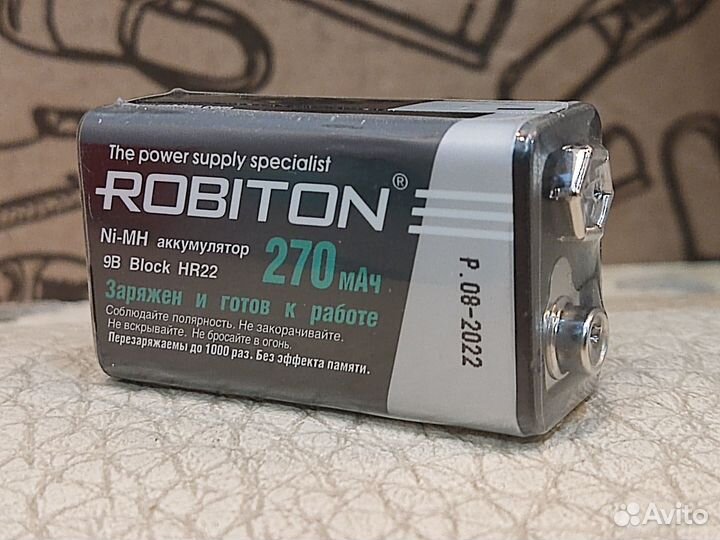 The power supply specialist
ROBITON®
Ni-MH аккумулятор 270 мАч
9В Block HR22
Заряжен и готов к работе
Соблюдайте полярность. Не закорачивайте.
Не вскрывайте. Не бросайте в огонь.
Перезаряжаемы до 1000 раз. Без эффекта памяти.
P.08-2022
Avito